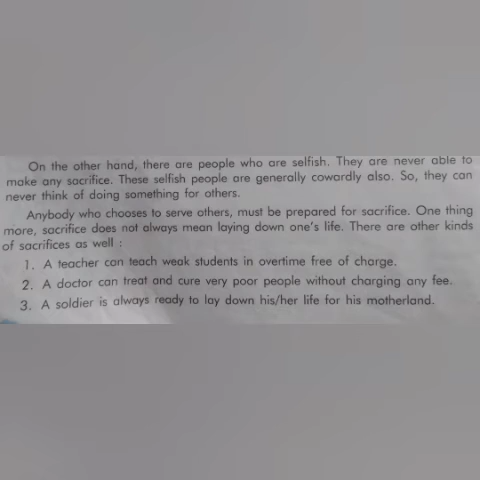 On the other hand, there are people who are selfish. They are never able to
make any sacrifice. These selfish people are generally cowardly also. So, they can
never think of doing something for others.
Anybody who chooses to serve others, must be prepared for sacrifice. One thing
more, sacrifice does not always mean laying down one's life. There are other kinds
of sacrifices as well :
1. A teacher can teach weak students in overtime free of charge.
2. A doctor can treat and cure very poor people without charging any fee.
3. A soldier is always ready to lay down his/her life for his motherland.